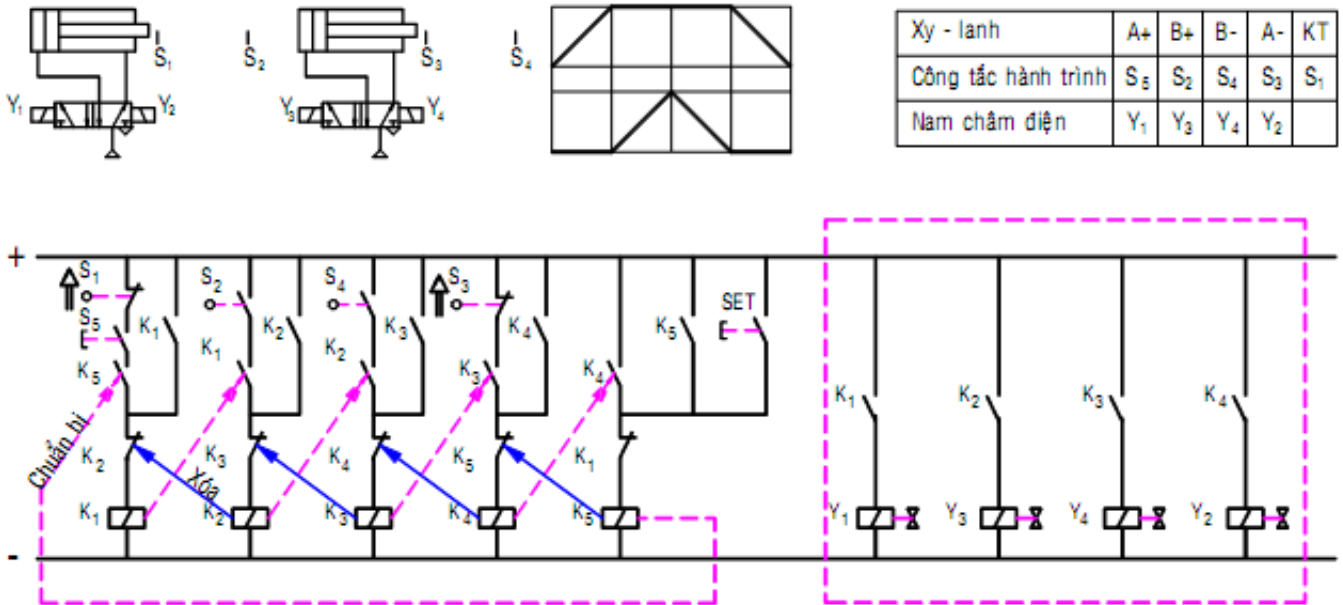 S₁ S₂ S₃ S₄
Y₁ Y₂ Y₃ Y₄
Xy - lanh A+ B+ B- A- KT
Công tắc hành trình S₅ S₂ S₄ S₃ S₁
Nam châm điện Y₁ Y₃ Y₄ Y₂
+
S₁ S₂ S₄ S₃
S₅ K₁ K₂ K₃ K₄ K₅ SET
K₅ K₁ K₂ K₃ K₄
K₁ K₂ K₃ K₄
Chuẩn bị
K₂ K₃ K₄ K₅ K₁
Xóa
K₁ K₂ K₃ K₄ K₅ Y₁ Y₃ Y₄ Y₂
-